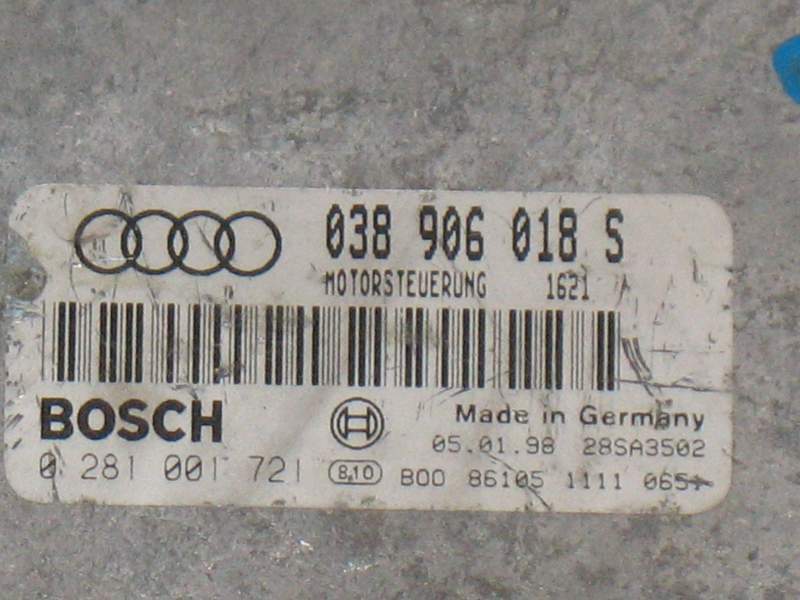 038 906 018 S
MOTORSTEUERUNG 1621
BOSCH
Made in Germany
05.01.98 28SA3502
0 281 001 721 8,10 B00 86105 1111